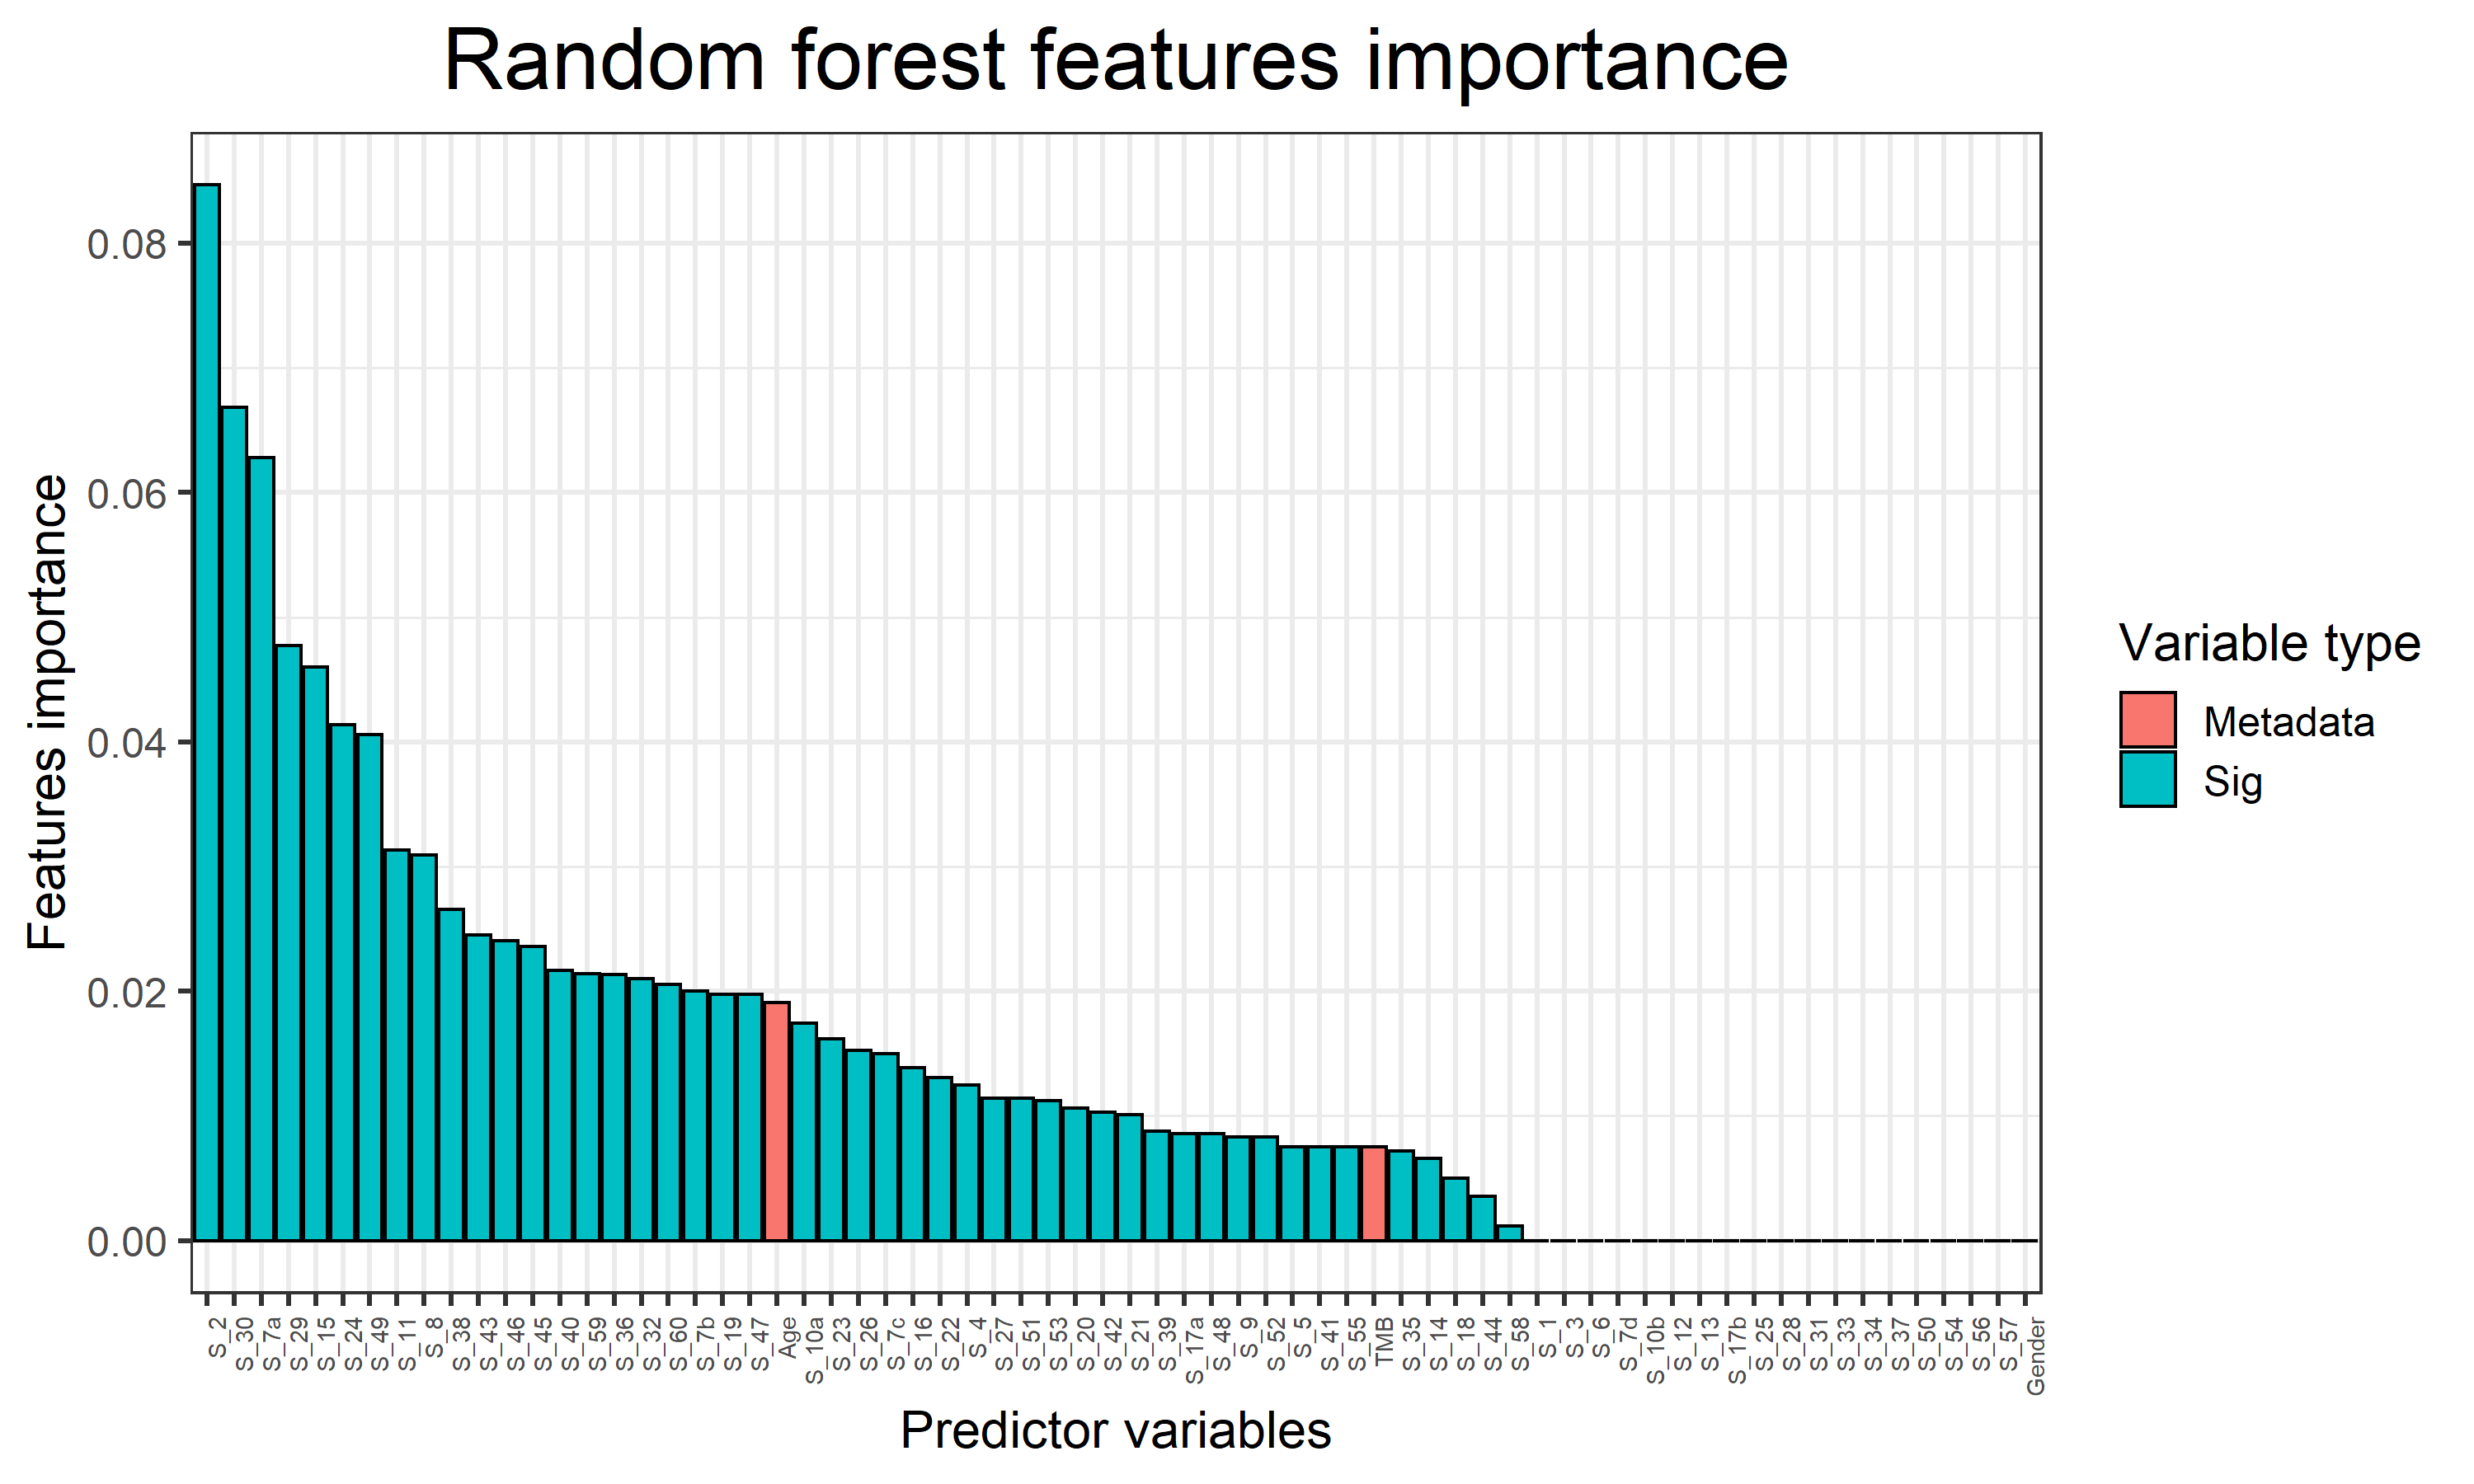 Random forest features importance
Features importance
0.08
0.06
0.04
0.02
0.00
S_2
S_30
S_7a
S_29
S_15
S_24
S_49
S_11
S_8
S_38
S_43
S_46
S_45
S_40
S_59
S_36
S_32
S_60
S_7b
S_19
S_47
Age
S_10a
S_23
S_26
S_7c
S_16
S_22
S_4
S_27
S_51
S_53
S_20
S_42
S_21
S_39
S_17a
S_48
S_9
S_52
S_5
S_41
S_55
TMB
S_35
S_14
S_18
S_44
S_58
S_1
S_3
S_6
S_7d
S_10b
S_12
S_13
S_17b
S_25
S_28
S_31
S_33
S_34
S_37
S_50
S_54
S_56
S_57
Gender
Predictor variables
Variable type
Metadata
Sig